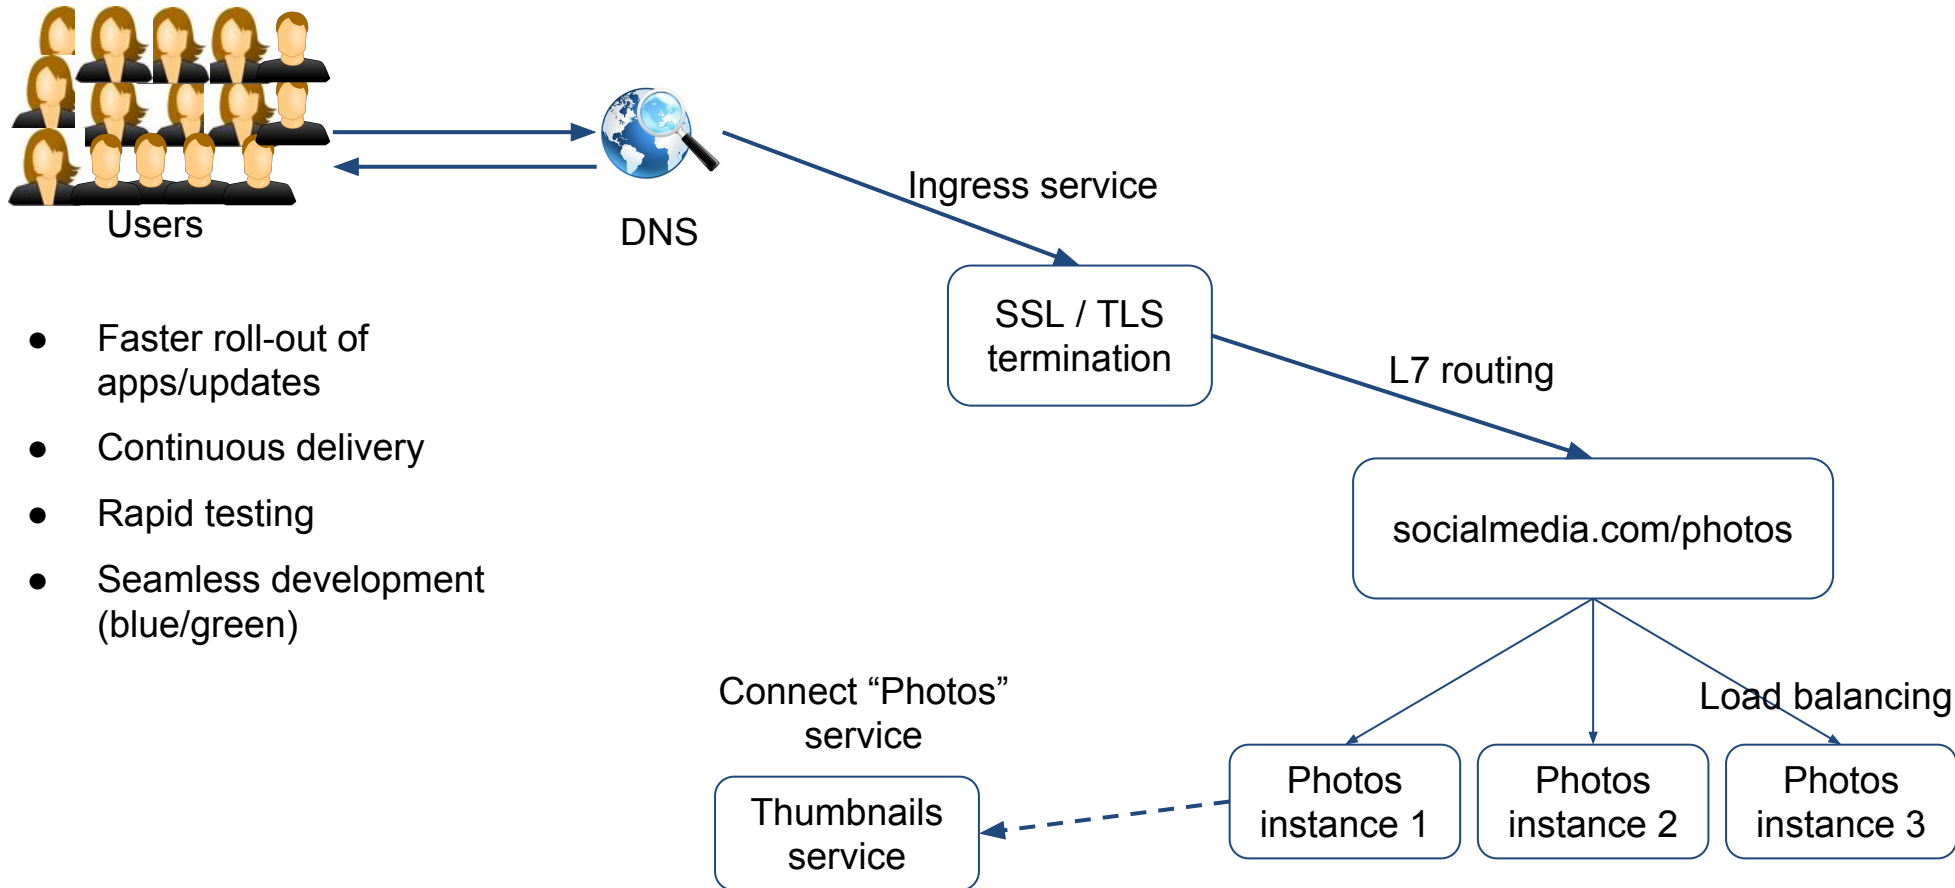 Users
DNS
Ingress service
SSL / TLS
termination
L7 routing
socialmedia.com/photos
● Faster roll-out of
apps/updates
● Continuous delivery
● Rapid testing
● Seamless development
(blue/green)
Load balancing
Connect “Photos”
service
Thumbnails
service
Photos
instance 1
Photos
instance 2
Photos
instance 3